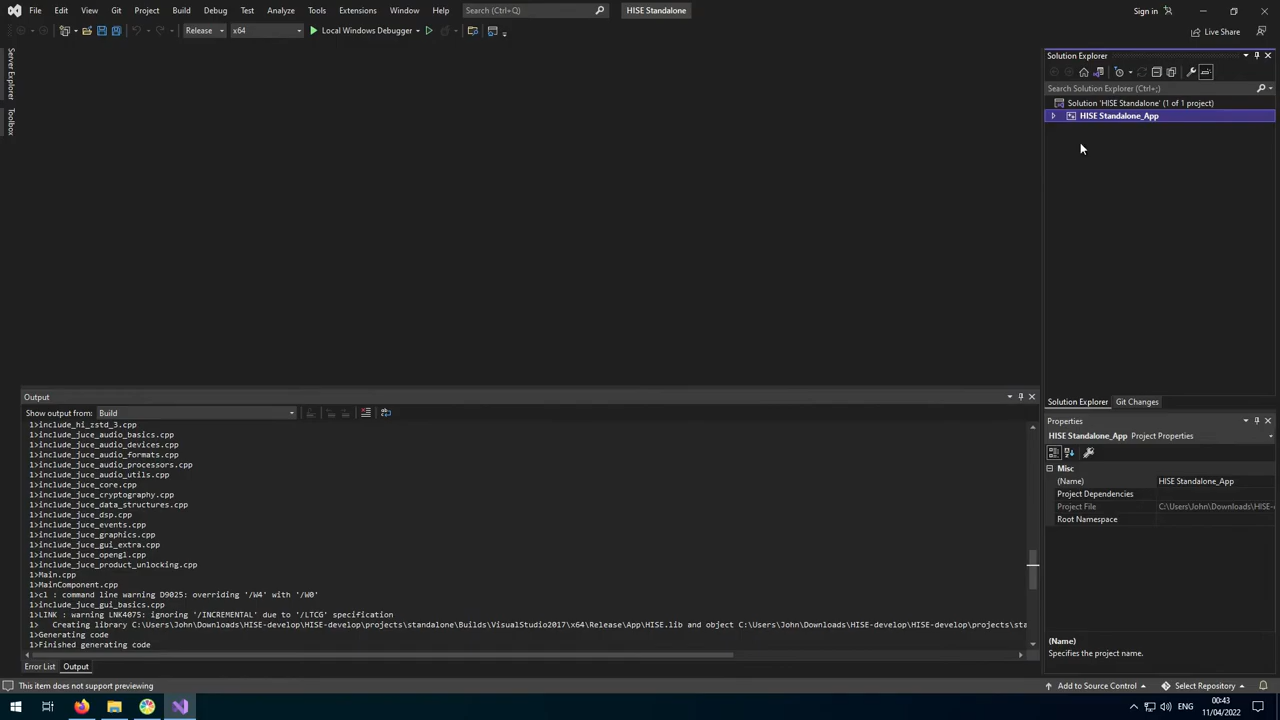 File Edit View Git Project Build Debug Test Analyze Tools Extensions Window Help Search (Ctrl+Q) HISE Standalone Sign in
Release x64 Local Windows Debugger Live Share
Server Explorer
Toolbox
Solution Explorer
Search Solution Explorer (Ctrl+;)
Solution 'HISE Standalone' (1 of 1 project)
HISE Standalone_App
Solution Explorer Git Changes
Output
Show output from: Build
1>include_hi_zstd_3.cpp
1>include_juce_audio_basics.cpp
1>include_juce_audio_devices.cpp
1>include_juce_audio_formats.cpp
1>include_juce_audio_processors.cpp
1>include_juce_audio_utils.cpp
1>include_juce_core.cpp
1>include_juce_cryptography.cpp
1>include_juce_data_structures.cpp
1>include_juce_dsp.cpp
1>include_juce_events.cpp
1>include_juce_graphics.cpp
1>include_juce_gui_extra.cpp
1>include_juce_opengl.cpp
1>include_juce_product_unlocking.cpp
1>Main.cpp
1>MainComponent.cpp
1>cl : command line warning D9025: overriding '/W4' with '/W0'
1>include_juce_gui_basics.cpp
1>LINK : warning LNK4075: ignoring '/INCREMENTAL' due to '/LTCG' specification
1> Creating library C:\Users\John\Downloads\HISE-develop\HISE-develop\projects\standalone\Builds\VisualStudio2017\x64\Release\App\HISE.lib and object C:\Users\John\Downloads\HISE-develop\HISE-develop\projects\sta
1>Generating code
1>Finished generating code
Error List Output
Properties
HISE Standalone_App Project Properties
Misc
(Name) HISE Standalone_App
Project Dependencies
Project File C:\Users\John\Downloads\HISE-
Root Namespace
(Name)
Specifies the project name.
This item does not support previewing Add to Source Control Select Repository
ENG
00:43
11/04/2022